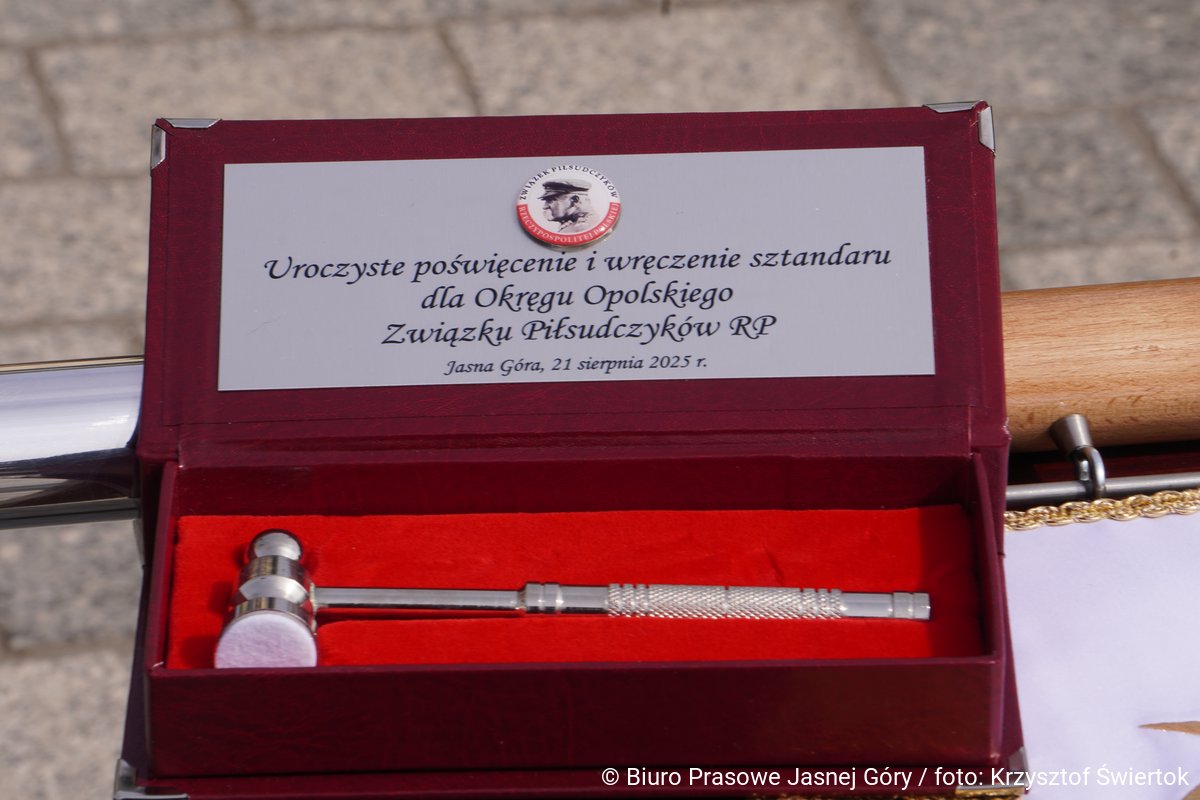 ZWIĄZEK PIŁSUDCZYKÓW
RZECZYPOSPOLITEJ POLSKIEJ
Uroczyste poświęcenie i wręczenie sztandaru
dla Okręgu Opolskiego
Związku Piłsudczyków RP
Jasna Góra, 21 sierpnia 2025 r.
© Biuro Prasowe Jasnej Góry / foto: Krzysztof Świertok